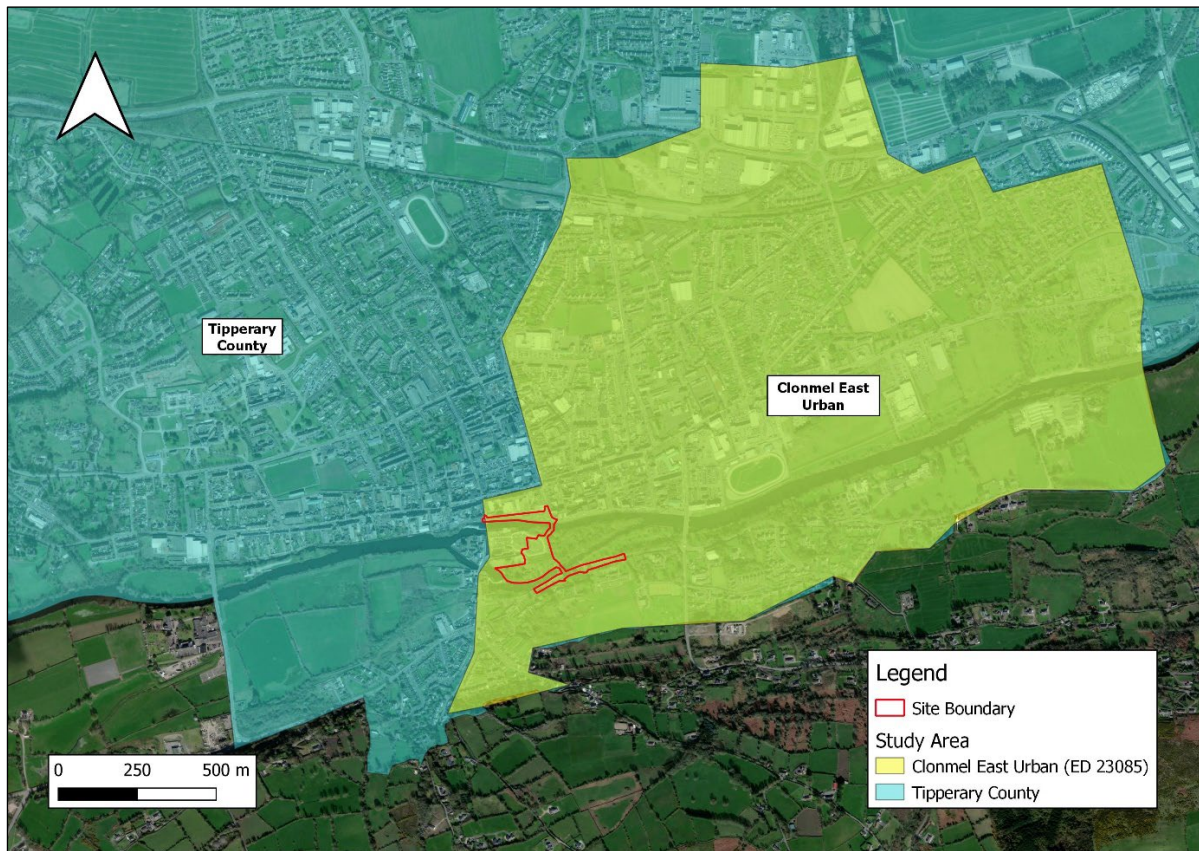 Tipperary
County
Clonmel East
Urban
Legend
Site Boundary
Study Area
Clonmel East Urban (ED 23085)
Tipperary County
0 250 500 m